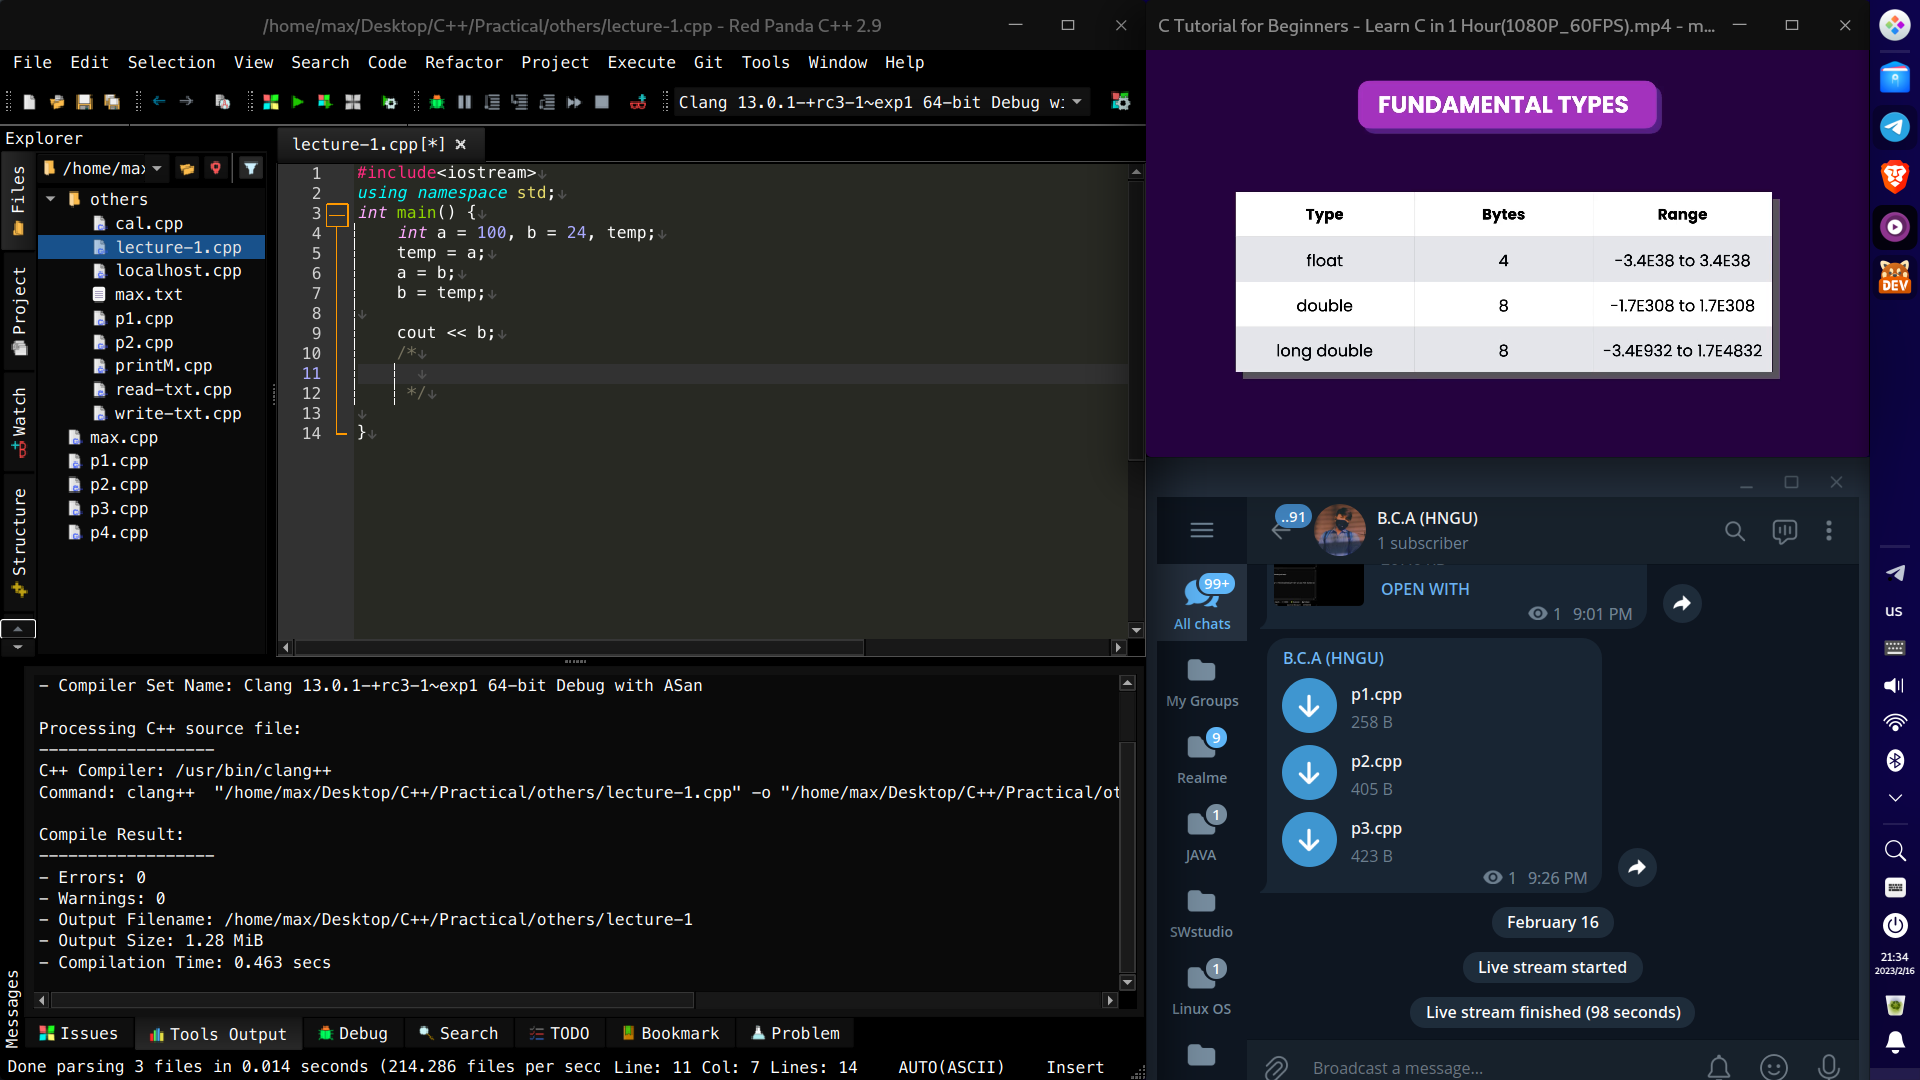 /home/max/Desktop/C++/Practical/others/lecture-1.cpp - Red Panda C++ 2.9
File Edit Selection View Search Code Refactor Project Execute Git Tools Window Help
Clang 13.0.1-+rc3-1~exp1 64-bit Debug w:
Explorer
Files
Project
Watch
Structure
/home/max
others
cal.cpp
lecture-1.cpp
localhost.cpp
max.txt
p1.cpp
p2.cpp
printM.cpp
read-txt.cpp
write-txt.cpp
max.cpp
p1.cpp
p2.cpp
p3.cpp
p4.cpp
lecture-1.cpp[*]
1 #include<iostream>
2 using namespace std;
3 int main() {
4 int a = 100, b = 24, temp;
5 temp = a;
6 a = b;
7 b = temp;
8
9 cout << b;
10 /*
11
12 */
13
14 }
Messages
- Compiler Set Name: Clang 13.0.1-+rc3-1~exp1 64-bit Debug with ASan
Processing C++ source file:
------------------
C++ Compiler: /usr/bin/clang++
Command: clang++  "/home/max/Desktop/C++/Practical/others/lecture-1.cpp" -o "/home/max/Desktop/C++/Practical/ot
Compile Result:
------------------
- Errors: 0
- Warnings: 0
- Output Filename: /home/max/Desktop/C++/Practical/others/lecture-1
- Output Size: 1.28 MiB
- Compilation Time: 0.463 secs
Issues Tools Output Debug Search TODO Bookmark Problem
Done parsing 3 files in 0.014 seconds (214.286 files per secc Line: 11 Col: 7 Lines: 14 AUTO(ASCII) Insert
C Tutorial for Beginners - Learn C in 1 Hour(1080P_60FPS).mp4 - m...
FUNDAMENTAL TYPES
Type Bytes Range
float 4 -3.4E38 to 3.4E38
double 8 -1.7E308 to 1.7E308
long double 8 -3.4E932 to 1.7E4832
..91
B.C.A (HNGU)
1 subscriber
99+
All chats
My Groups
9
Realme
1
JAVA
SWstudio
1
Linux OS
OPEN WITH
1 9:01 PM
B.C.A (HNGU)
p1.cpp
258 B
p2.cpp
405 B
p3.cpp
423 B
1 9:26 PM
February 16
Live stream started
Live stream finished (98 seconds)
Broadcast a message...
DEV
us
21:34
2023/2/16